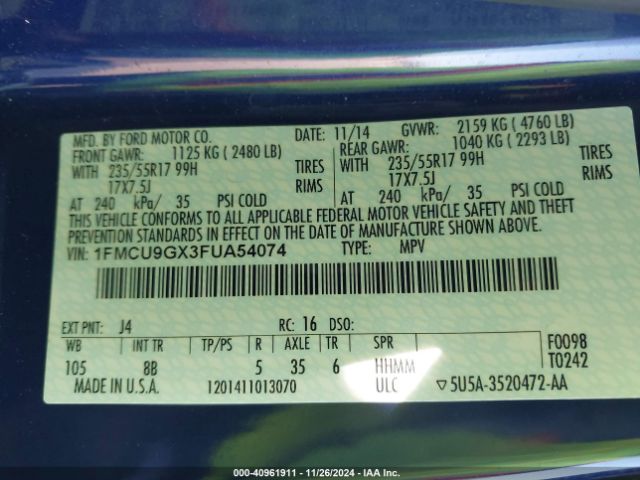 MFD. BY FORD MOTOR CO. DATE: 11/14 GVWR: 2159 KG ( 4760 LB)
FRONT GAWR: 1125 KG ( 2480 LB) REAR GAWR: 1040 KG ( 2293 LB)
WITH 235/55R17 99H TIRES WITH 235/55R17 99H TIRES
17X7.5J RIMS 17X7.5J RIMS
AT 240 kPa/ 35 PSI COLD AT 240 kPa/ 35 PSI COLD
THIS VEHICLE CONFORMS TO ALL APPLICABLE FEDERAL MOTOR VEHICLE SAFETY AND THEFT
PREVENTION STANDARDS IN EFFECT ON THE DATE OF MANUFACTURE SHOWN ABOVE.
VIN: 1FMCU9GX3FUA54074 TYPE: MPV
EXT PNT: J4 RC: 16 DSO:
WB INT TR TP/PS R AXLE TR SPR F0098
105 8B 5 35 6 HHMM T0242
MADE IN U.S.A. 1201411013070 ULC ▽5U5A-3520472-AA
000-40961911 - 11/26/2024 - IAA Inc.